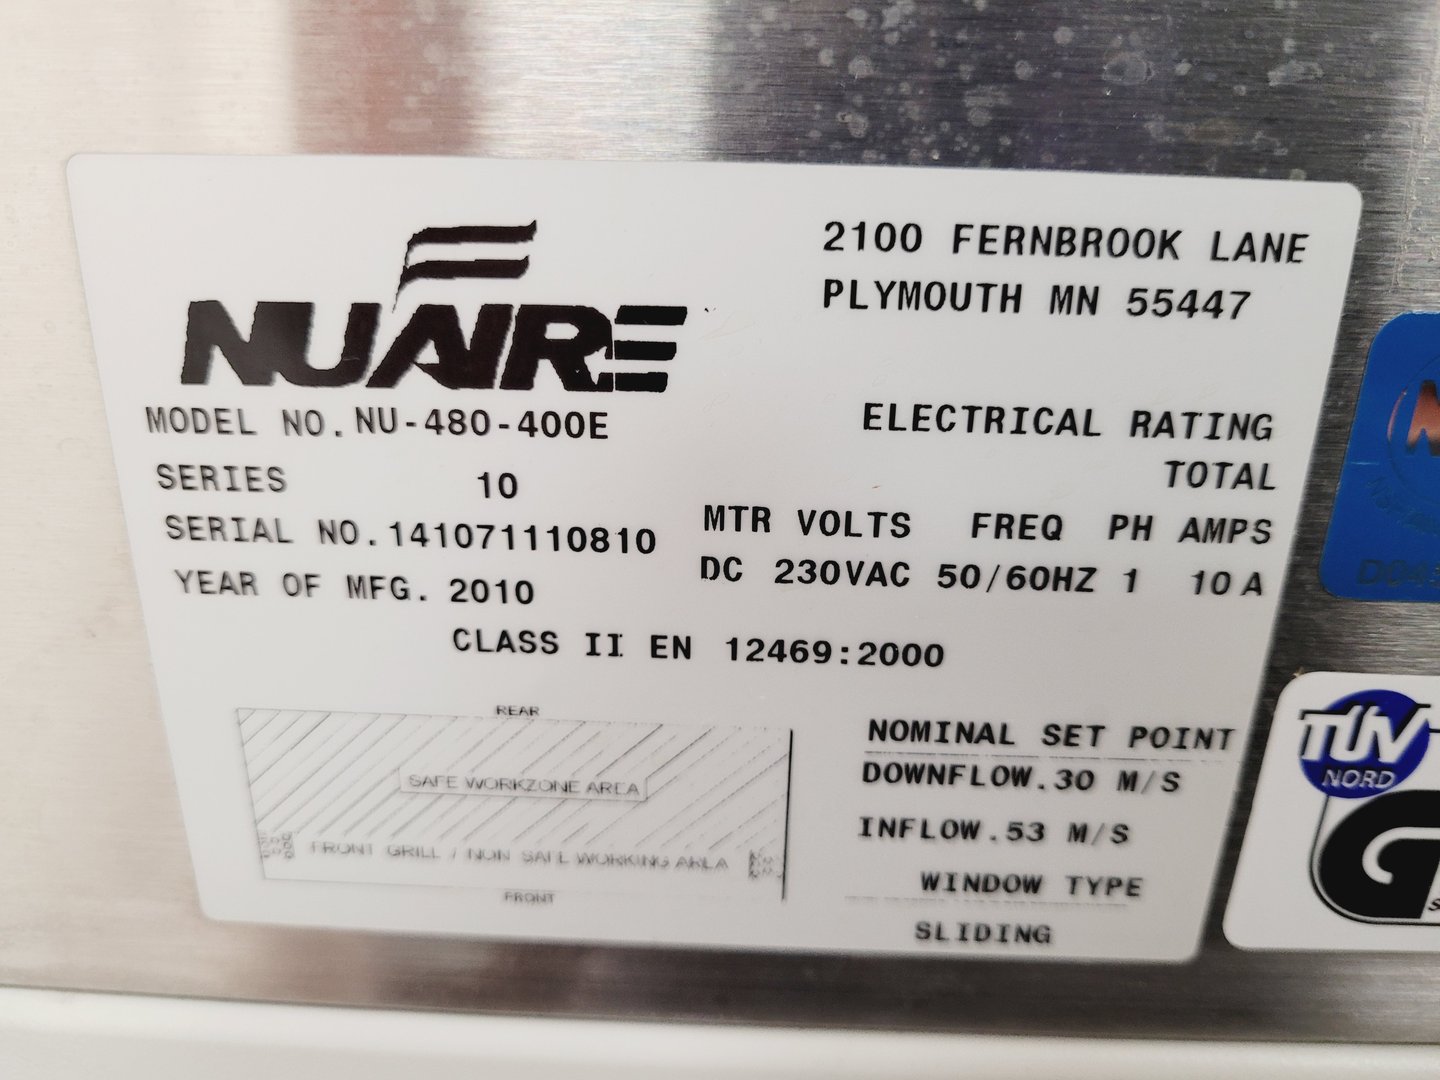 2100 FERNBROOK LANE
PLYMOUTH MN 55447
NUAIRE
MODEL NO. NU-480-400E
SERIES 10
SERIAL NO. 141071110810
YEAR OF MFG. 2010
ELECTRICAL RATING
TOTAL
MTR VOLTS FREQ PH AMPS
DC 230VAC 50/60HZ 1 10 A
CLASS II EN 12469:2000
REAR
SAFE WORKZONE AREA
FRONT GRILL / NON SAFE WORKING AREA
FRONT
NOMINAL SET POINT
DOWNFLOW .30 M/S
INFLOW .53 M/S
WINDOW TYPE
SLIDING
TÜV
NORD